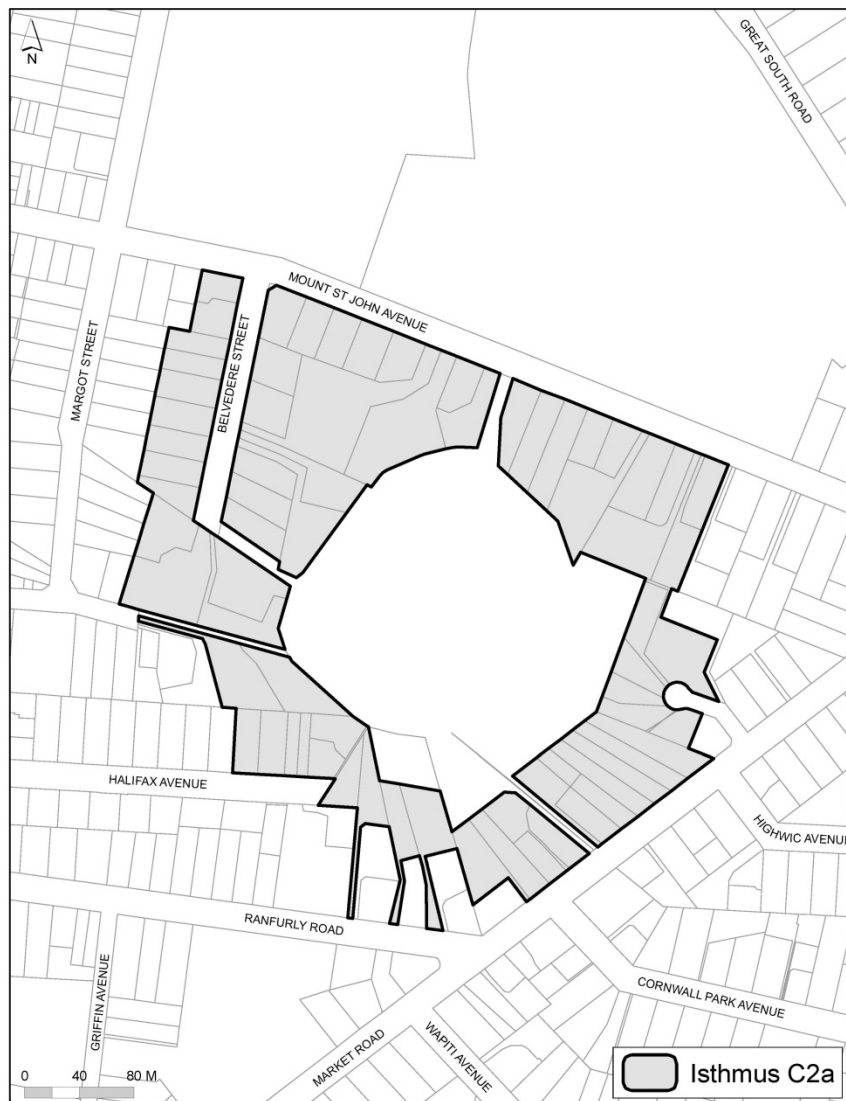 N
GREAT SOUTH ROAD
MOUNT ST JOHN AVENUE
MARGOT STREET
BELVEDERE STREET
HALIFAX AVENUE
HIGHWIC AVENUE
RANFURLY ROAD
GRIFFIN AVENUE
CORNWALL PARK AVENUE
MARKET ROAD
WAPITI AVENUE
0 40 80 M
Isthmus C2a